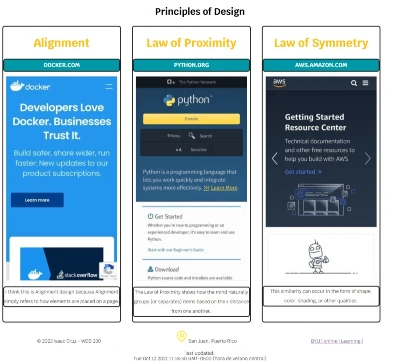 Principles of Design
Alignment
DOCKER.COM
docker
Developers Love
Docker. Businesses
Trust It.
Build safer, share wider, run
faster: New updates to our
product subscriptions.
Learn more
stackoverflow
I think this is Alignment design because Alignment
simply refers to how elements are placed on a page.
Law of Proximity
PYTHON.ORG
The Python Network
python
Donate
Menu
Search
A A
Socialize
Python is a programming language that
lets you work quickly and integrate
systems more effectively. Learn More
Get Started
Whether you're new to programming or an
experienced developer, it's easy to learn and use
Python.
Start with our Beginner's Guide
Download
Python source code and installers are available
The Law of Proximity shows how the mind naturally
groups (or separates) items based on their distance
from one another.
Law of Symmetry
AWS.AMAZON.COM
aws
Getting Started
Resource Center
Technical documentation
and other free resources to
help you build with AWS
Get started >
This similarity can occur in the form of shape,
color, shading, or other qualities.
© 2023 Isaac Cruz - WDD 230
San Juan, Puerto Rico
BYUI online Learning
last updated: